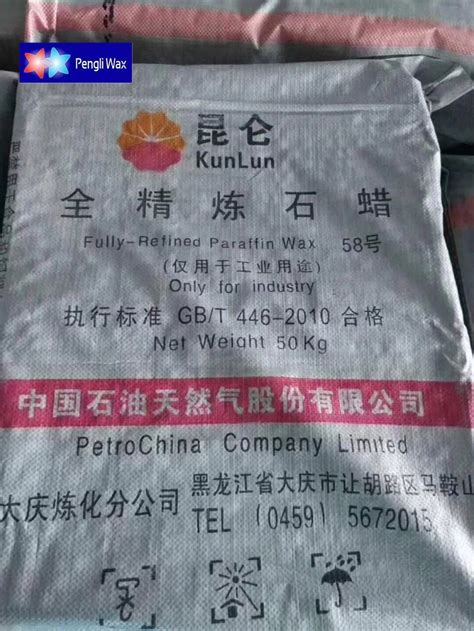 Pengli Wax
昆仑
KunLun
全精炼石蜡
Fully-Refined Paraffin Wax 58号
(仅用于工业用途)
Only for industry
执行标准 GB/T 446-2010 合格
Net Weight 50Kg
中国石油天然气股份有限公司
PetroChina Company Limited
大庆炼化分公司 黑龙江省大庆市让胡路区马鞍山
TEL (0459) 5672015